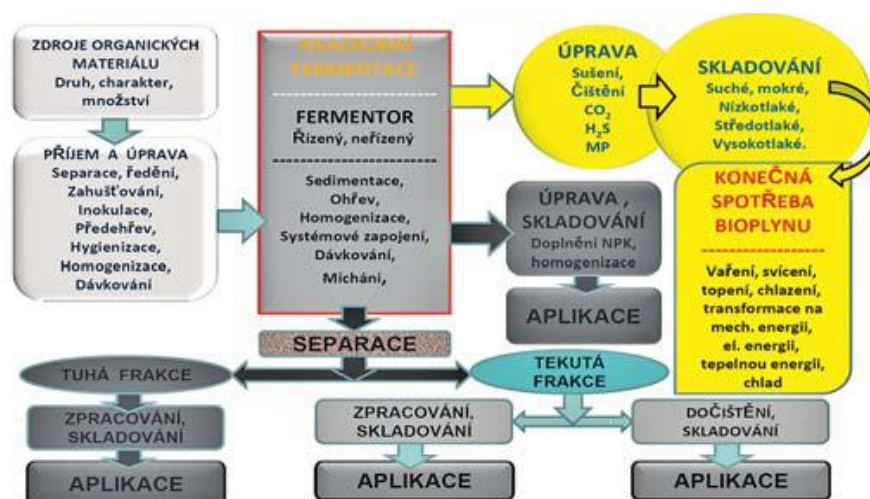 ZDROJE ORGANICKÝCH
MATERIÁLU
Druh, charakter,
množství
PŘÍJEM A ÚPRAVA
Separace, ředění,
Zahušťování,
Inokulace,
Předehřev,
Hygienizace,
Homogenizace,
Dávkování
ANAEROBNÍ
FERMENTACE
FERMENTOR
Řízený, neřízený
Sedimentace,
Ohřev,
Homogenizace,
Systémové zapojení,
Dávkování,
Míchání,
ÚPRAVA
Sušení,
Čištění
CO₂
H₂S
MP
SKLADOVÁNÍ
Suché, mokré,
Nízkotlaké,
Středotlaké,
Vysokotlaké.
KONEČNÁ
SPOTŘEBA
BIOPLYNU
Vaření, svícení,
topení, chlazení,
transformace na
mech. energii,
el. energii,
tepelnou energii,
chlad
ÚPRAVA ,
SKLADOVÁNÍ
Doplnění NPK,
homogenizace
APLIKACE
SEPARACE
TUHÁ FRAKCE
TEKUTÁ
FRAKCE
ZPRACOVÁNÍ,
SKLADOVÁNÍ
APLIKACE
ZPRACOVÁNÍ,
SKLADOVÁNÍ
APLIKACE
DOČIŠTĚNÍ,
SKLADOVÁNÍ
APLIKACE